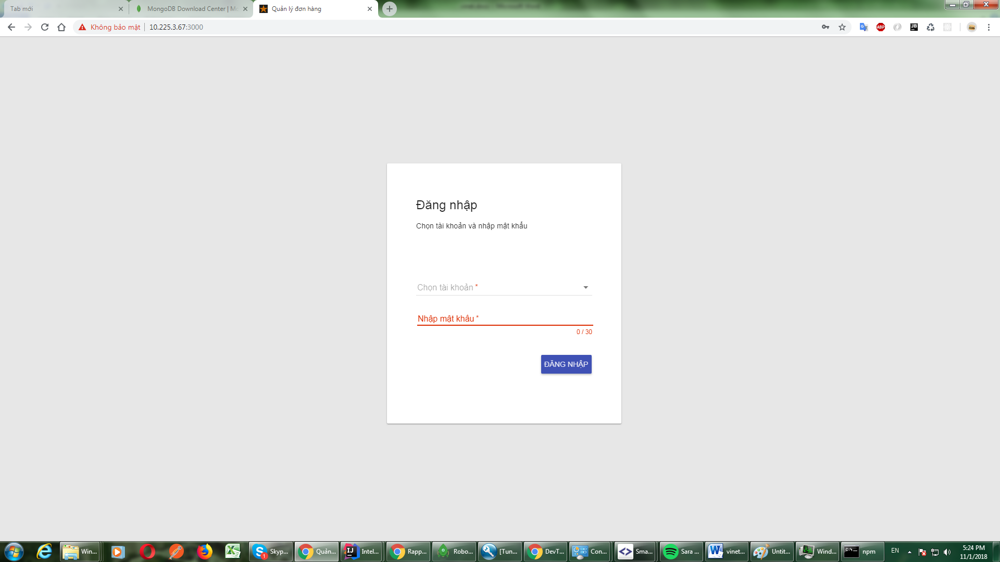 Tab mới
MongoDB Download Center | Mo
Quản lý đơn hàng
Không bảo mật
10.225.3.67:3000
Đăng nhập
Chọn tài khoản và nhập mật khẩu
Chọn tài khoản *
Nhập mật khẩu *
0 / 30
ĐĂNG NHẬP
Win...
Skyp...
1
Quản...
Intel...
Rapp...
Robo...
[Tun...
DevT...
Con...
Sma...
Sara ...
vinet...
Untit...
Wind...
npm
EN
5:24 PM
11/1/2018